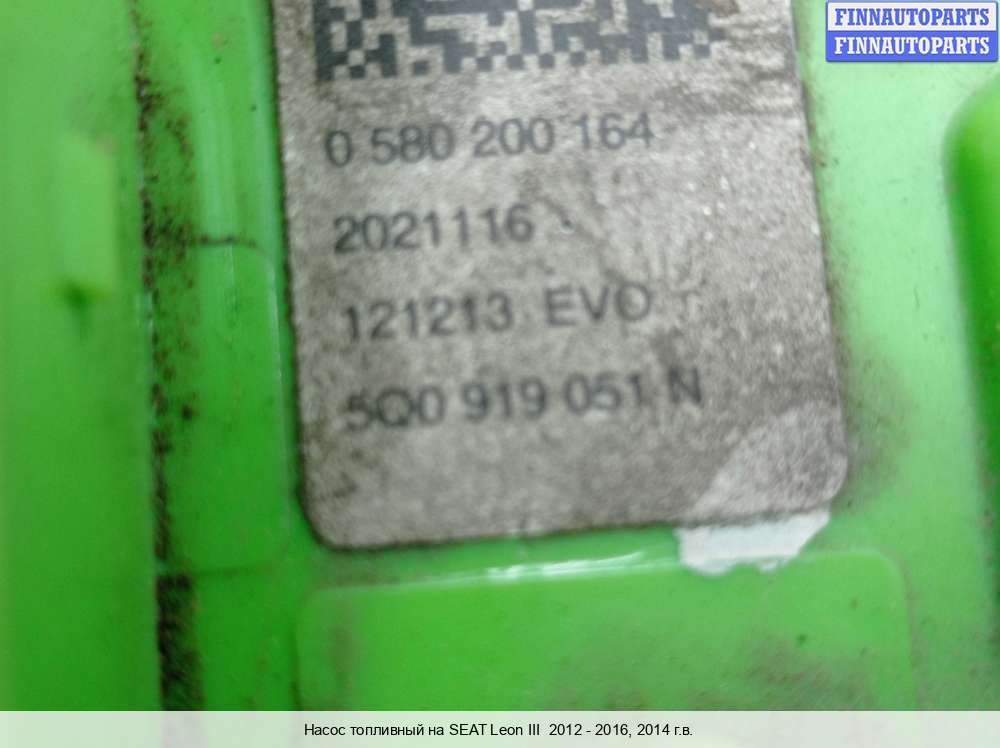 FINNAUTOPARTS
FINNAUTOPARTS
0 580 200 164
2021116
121213 EVO
5Q0 919 051 N
Насос топливный на SEAT Leon III 2012 - 2016, 2014 г.в.